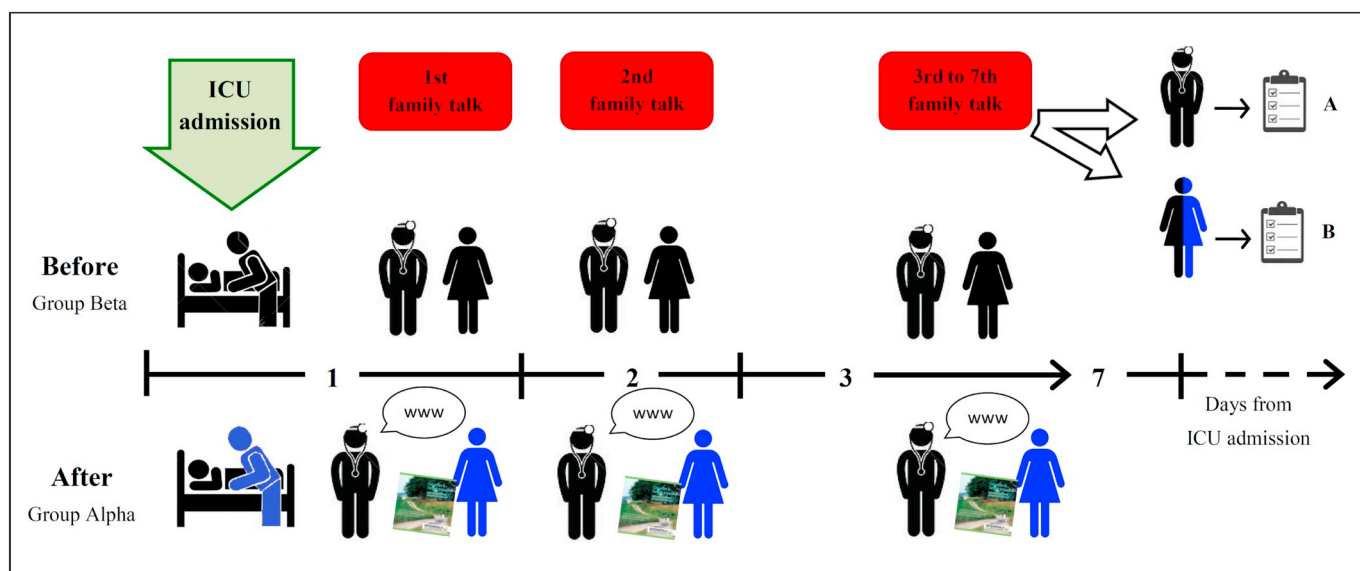 ICU
admission
1st
family talk
2nd
family talk
3rd to 7th
family talk
A
B
Before
Group Beta
1
2
3
7
Days from
ICU admission
www
www
www
After
Group Alpha